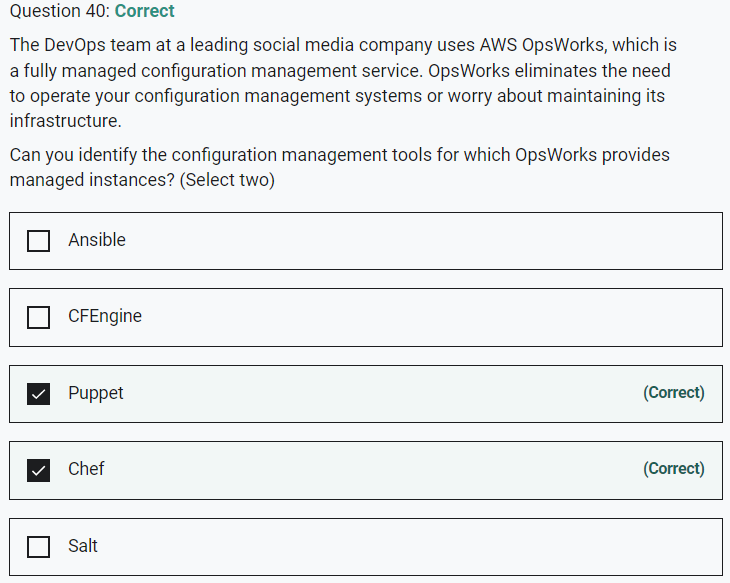 Question 40: Correct
The DevOps team at a leading social media company uses AWS OpsWorks, which is
a fully managed configuration management service. OpsWorks eliminates the need
to operate your configuration management systems or worry about maintaining its
infrastructure.
Can you identify the configuration management tools for which OpsWorks provides
managed instances? (Select two)
Ansible
CFEngine
Puppet (Correct)
Chef (Correct)
Salt